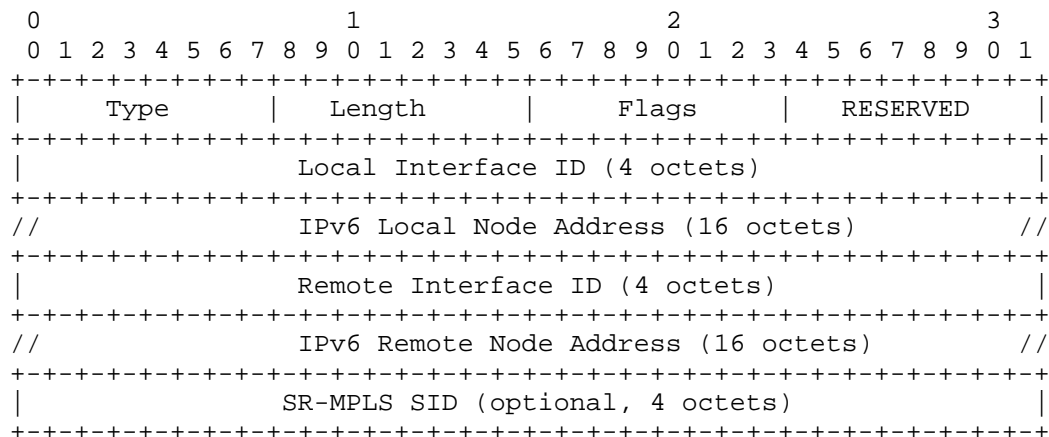 0                   1                   2                   3
 0 1 2 3 4 5 6 7 8 9 0 1 2 3 4 5 6 7 8 9 0 1 2 3 4 5 6 7 8 9 0 1
+-+-+-+-+-+-+-+-+-+-+-+-+-+-+-+-+-+-+-+-+-+-+-+-+-+-+-+-+-+-+-+-+
|     Type      |   Length      |     Flags     |   RESERVED    |
+-+-+-+-+-+-+-+-+-+-+-+-+-+-+-+-+-+-+-+-+-+-+-+-+-+-+-+-+-+-+-+-+
|                 Local Interface ID (4 octets)                 |
+-+-+-+-+-+-+-+-+-+-+-+-+-+-+-+-+-+-+-+-+-+-+-+-+-+-+-+-+-+-+-+-+
//                IPv6 Local Node Address (16 octets)          //
+-+-+-+-+-+-+-+-+-+-+-+-+-+-+-+-+-+-+-+-+-+-+-+-+-+-+-+-+-+-+-+-+
|                 Remote Interface ID (4 octets)                |
+-+-+-+-+-+-+-+-+-+-+-+-+-+-+-+-+-+-+-+-+-+-+-+-+-+-+-+-+-+-+-+-+
//                IPv6 Remote Node Address (16 octets)         //
+-+-+-+-+-+-+-+-+-+-+-+-+-+-+-+-+-+-+-+-+-+-+-+-+-+-+-+-+-+-+-+-+
|                SR-MPLS SID (optional, 4 octets)               |
+-+-+-+-+-+-+-+-+-+-+-+-+-+-+-+-+-+-+-+-+-+-+-+-+-+-+-+-+-+-+-+-+